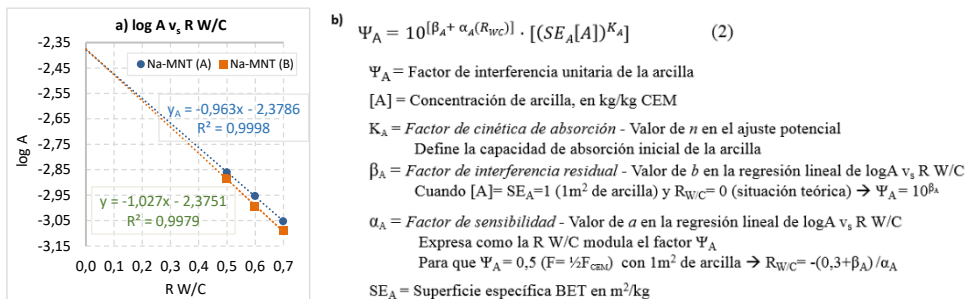 a) log A vs R W/C
-2,35
-2,45
-2,55
-2,65
-2,75
-2,85
-2,95
-3,05
-3,15
log A
Na-MNT (A) Na-MNT (B)
yA = -0,963x - 2,3786
R² = 0,9998
y = -1,027x - 2,3751
R² = 0,9979
0,0 0,1 0,2 0,3 0,4 0,5 0,6 0,7
R W/C
b) ΨA = 10^[βA + αA(RWC)] · [(SEA[A])^KA] (2)
ΨA = Factor de interferencia unitaria de la arcilla
[A] = Concentración de arcilla, en kg/kg CEM
KA = Factor de cinética de absorción - Valor de n en el ajuste potencial
Define la capacidad de absorción inicial de la arcilla
βA = Factor de interferencia residual - Valor de b en la regresión lineal de logA vs R W/C
Cuando [A]= SEA=1 (1m² de arcilla) y RW/C= 0 (situación teórica) → ΨA = 10^βA
αA = Factor de sensibilidad - Valor de a en la regresión lineal de logA vs R W/C
Expresa como la R W/C modula el factor ΨA
Para que ΨA = 0,5 (F= ½FCEM) con 1m² de arcilla → RW/C= -(0,3+βA)/αA
SEA = Superficie específica BET en m²/kg